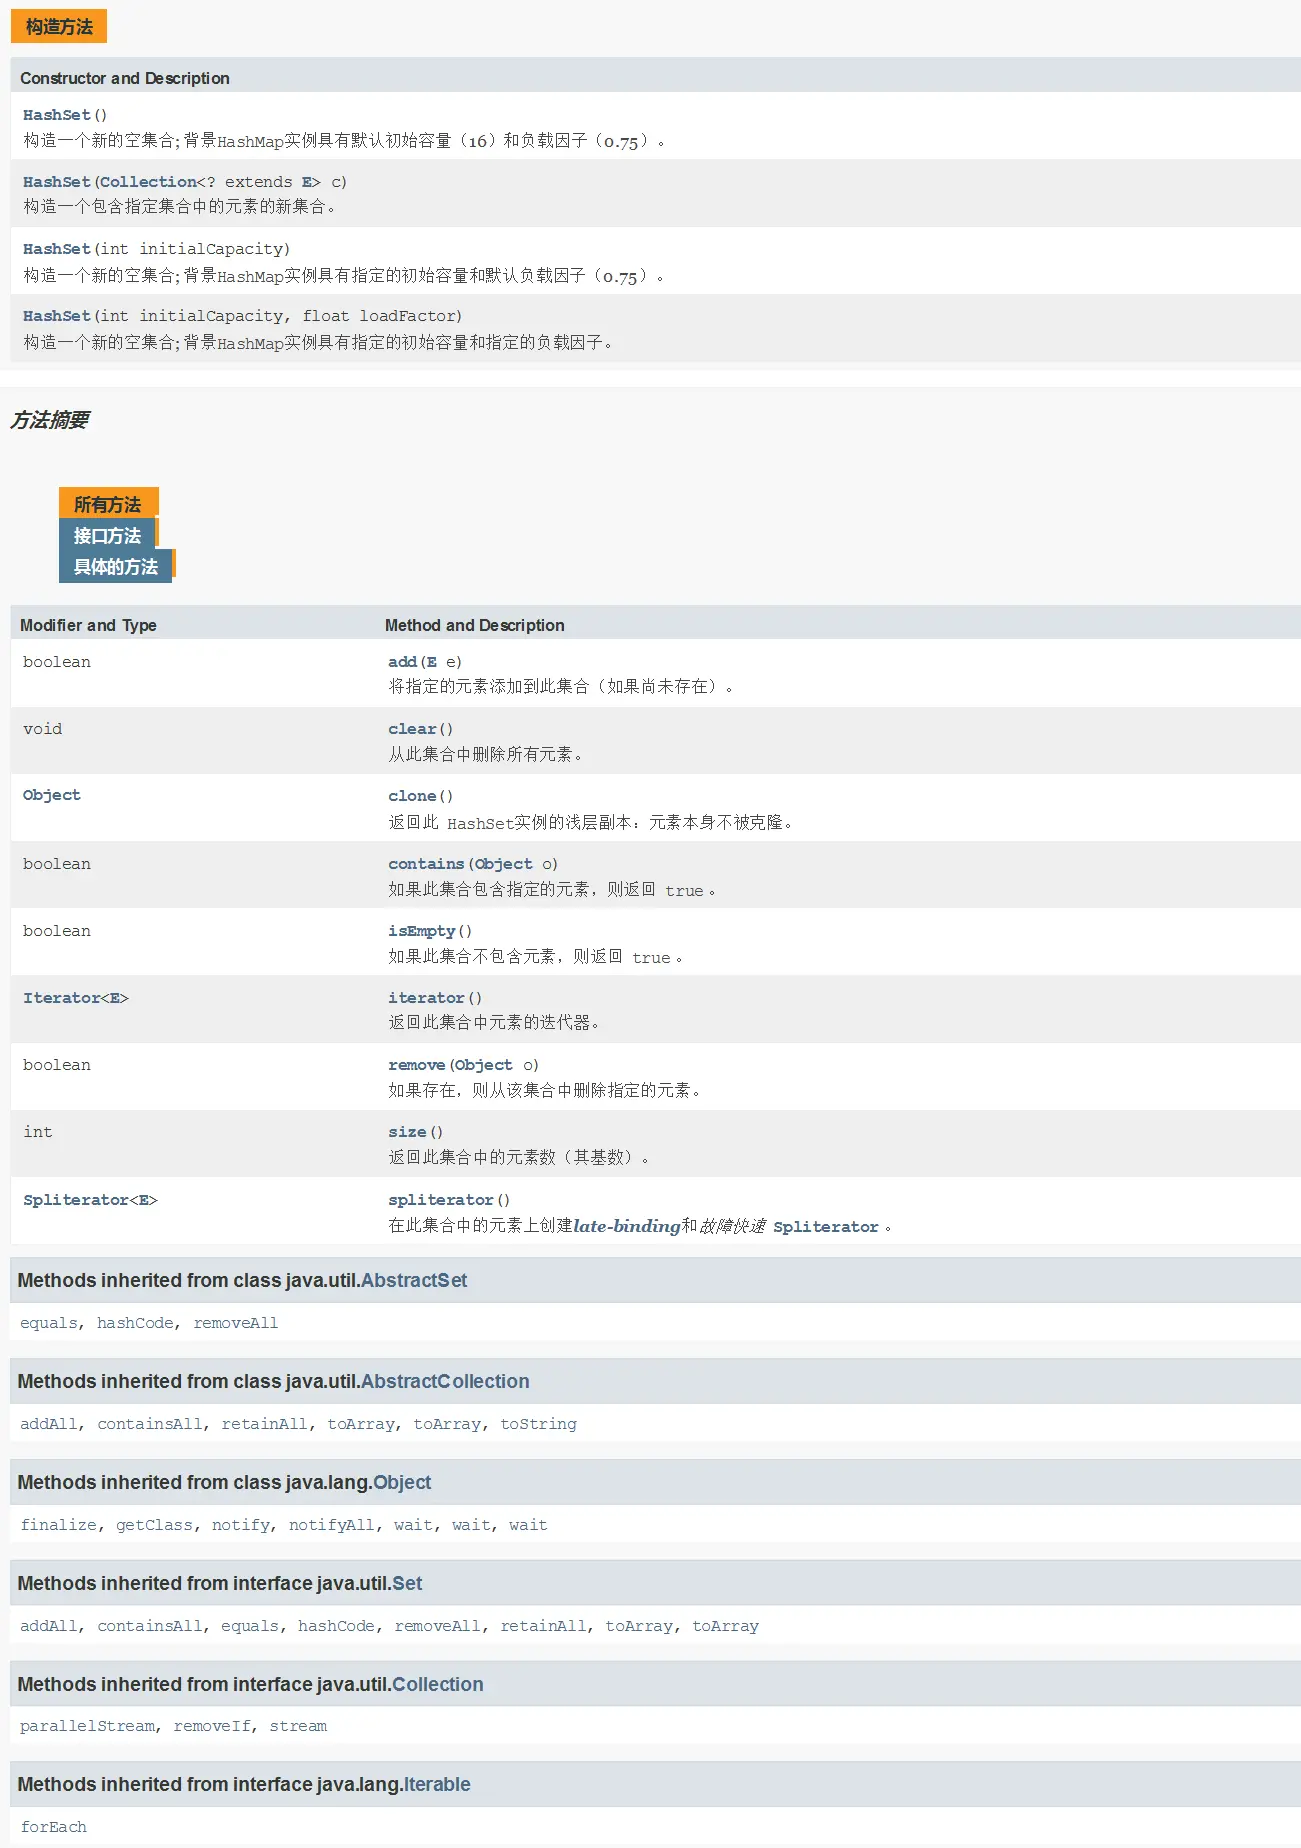 构造方法
Constructor and Description
HashSet()
构造一个新的空集合; 背景HashMap实例具有默认初始容量（16）和负载因子（0.75）。
HashSet(Collection<? extends E> c)
构造一个包含指定集合中的元素的新集合。
HashSet(int initialCapacity)
构造一个新的空集合; 背景HashMap实例具有指定的初始容量和默认负载因子（0.75）。
HashSet(int initialCapacity, float loadFactor)
构造一个新的空集合; 背景HashMap实例具有指定的初始容量和指定的负载因子。
方法摘要
所有方法
接口方法
具体的方法
Modifier and Type Method and Description
boolean add(E e)
将指定的元素添加到此集合（如果尚未存在）。
void clear()
从此集合中删除所有元素。
Object clone()
返回此 HashSet实例的浅层副本：元素本身不被克隆。
boolean contains(Object o)
如果此集合包含指定的元素，则返回 true 。
boolean isEmpty()
如果此集合不包含元素，则返回 true 。
Iterator<E> iterator()
返回此集合中元素的迭代器。
boolean remove(Object o)
如果存在，则从该集合中删除指定的元素。
int size()
返回此集合中的元素数（其基数）。
Spliterator<E> spliterator()
在此集合中的元素上创建late-binding和故障快速 Spliterator 。
Methods inherited from class java.util.AbstractSet
equals, hashCode, removeAll
Methods inherited from class java.util.AbstractCollection
addAll, containsAll, retainAll, toArray, toArray, toString
Methods inherited from class java.lang.Object
finalize, getClass, notify, notifyAll, wait, wait, wait
Methods inherited from interface java.util.Set
addAll, containsAll, equals, hashCode, removeAll, retainAll, toArray, toArray
Methods inherited from interface java.util.Collection
parallelStream, removeIf, stream
Methods inherited from interface java.lang.Iterable
forEach